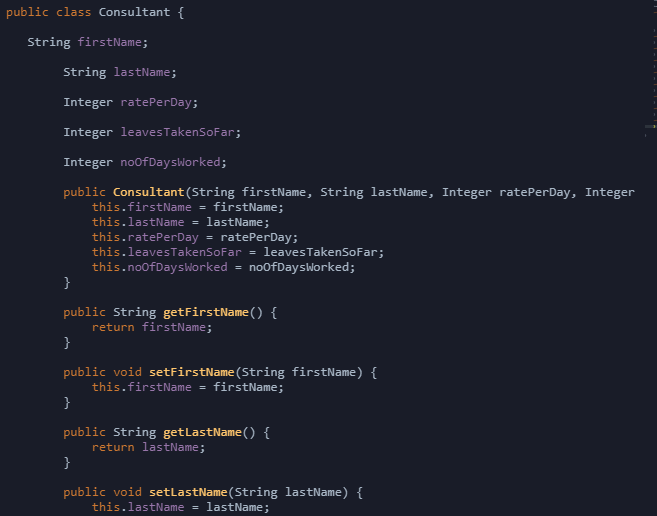 public class Consultant {
String firstName;
String lastName;
Integer ratePerDay;
Integer leavesTakenSoFar;
Integer noOfDaysWorked;
public Consultant(String firstName, String lastName, Integer ratePerDay, Integer
this.firstName = firstName;
this.lastName = lastName;
this.ratePerDay = ratePerDay;
this.leavesTakenSoFar = leavesTakenSoFar;
this.noOfDaysWorked = noOfDaysWorked;
}
public String getFirstName() {
return firstName;
}
public void setFirstName(String firstName) {
this.firstName = firstName;
}
public String getLastName() {
return lastName;
}
public void setLastName(String lastName) {
this.lastName = lastName;